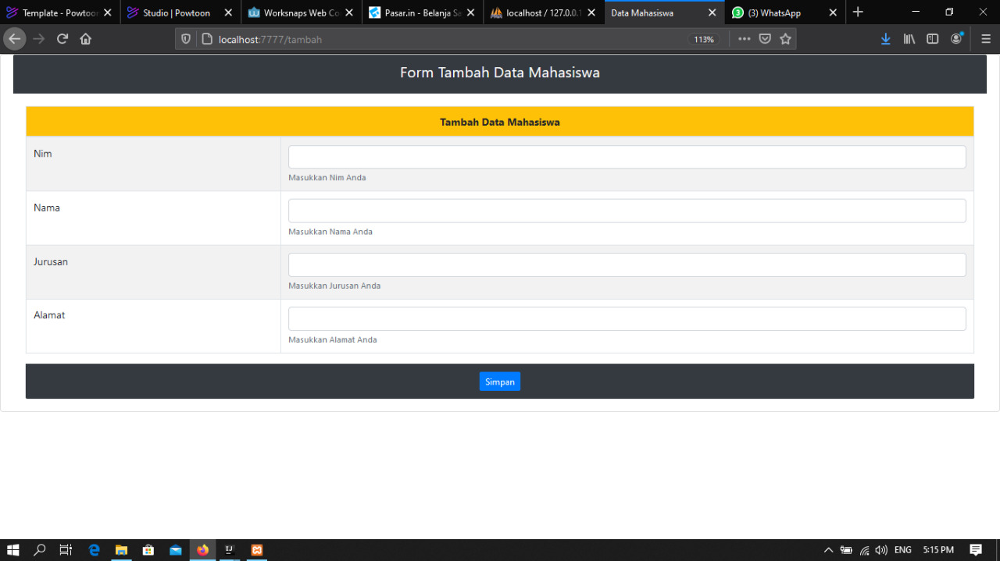 Template - Powtoon
Studio | Powtoon
Worksnaps Web Co
Pasar.in - Belanja Sa
localhost / 127.0.0.1
Data Mahasiswa
(3) WhatsApp
localhost:7777/tambah
113%
Form Tambah Data Mahasiswa
Tambah Data Mahasiswa
Nim
Masukkan Nim Anda
Nama
Masukkan Nama Anda
Jurusan
Masukkan Jurusan Anda
Alamat
Masukkan Alamat Anda
Simpan
ENG
5:15 PM